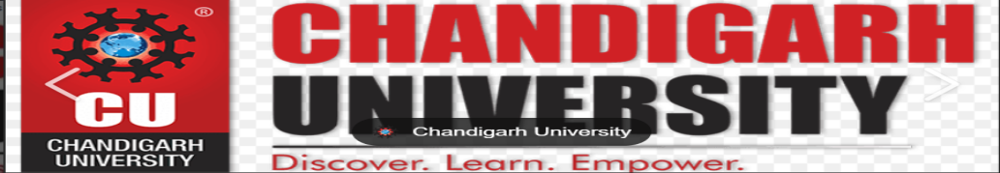 ®
CU
CHANDIGARH
UNIVERSITY
CHANDIGARH
UNIVERSITY
Chandigarh University
Discover. Learn. Empower.